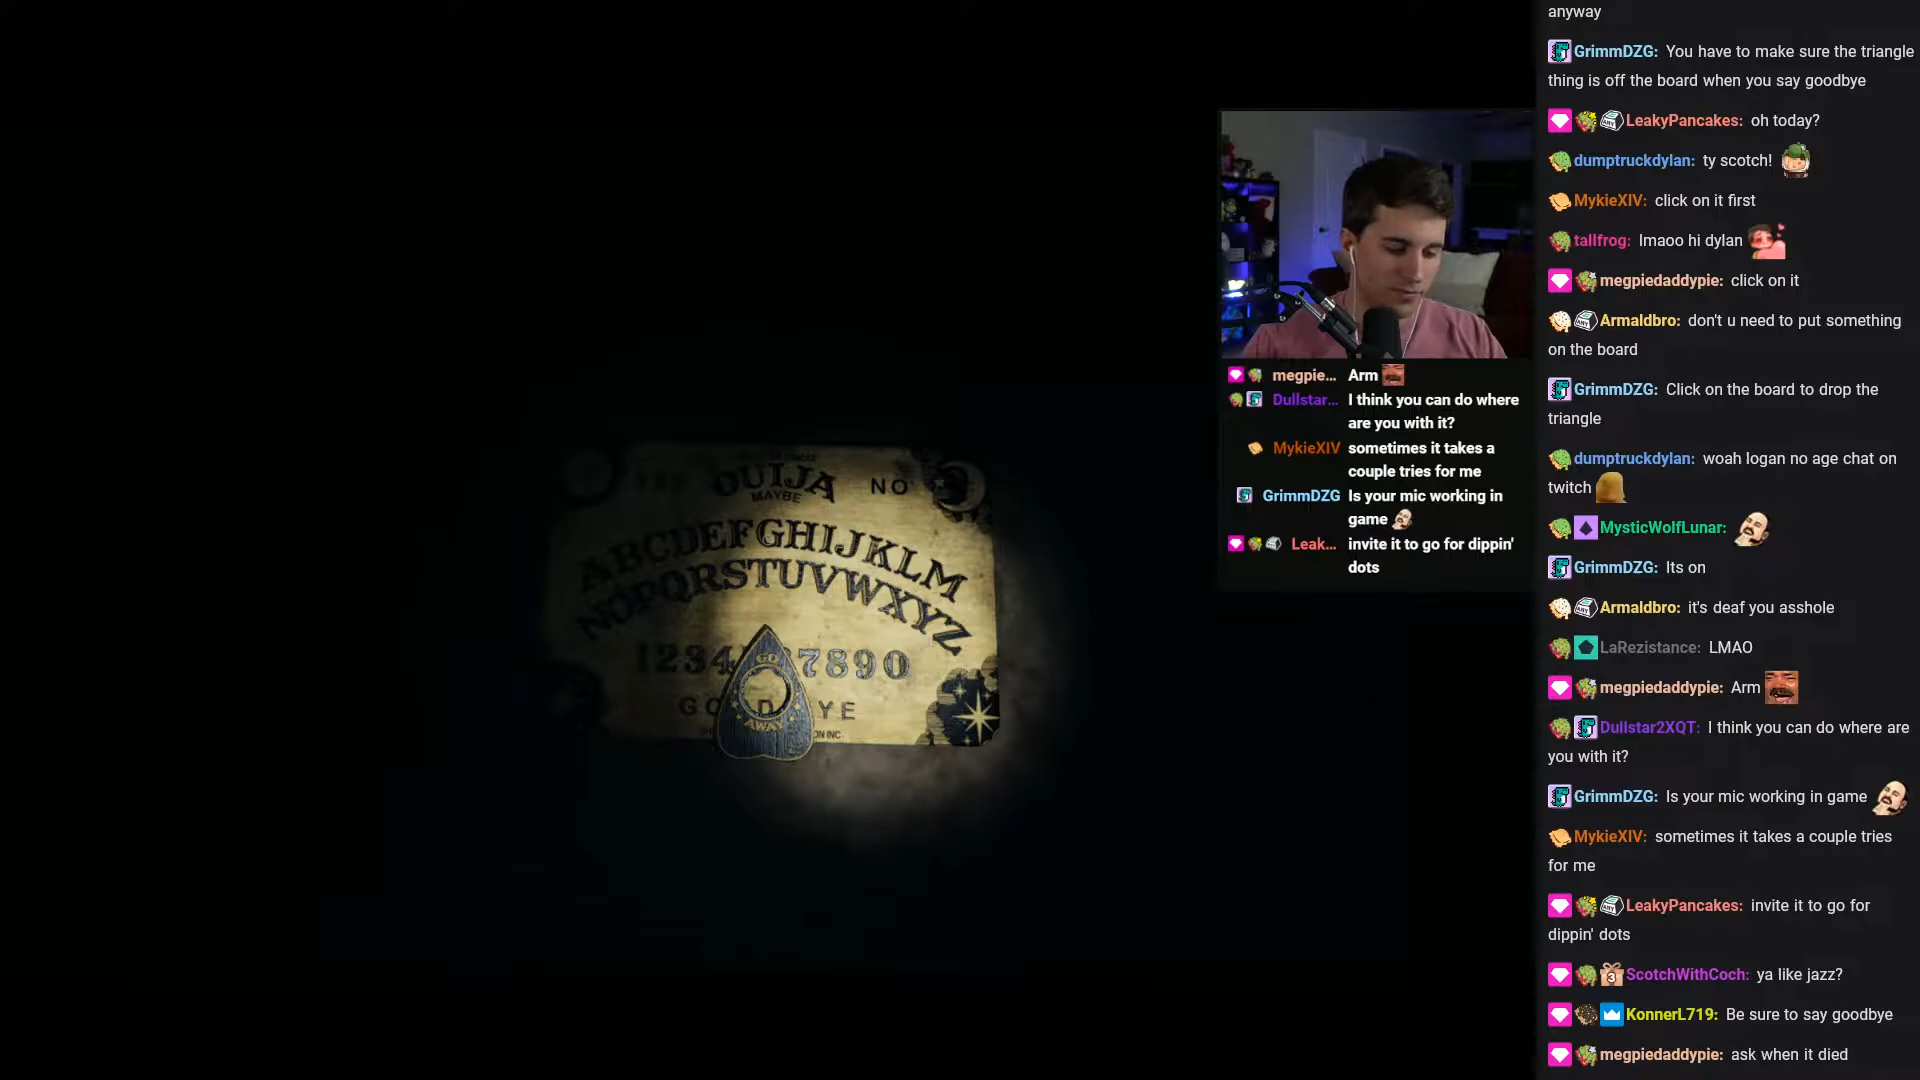 OUIJA
MAYBE
NO
ABCDEFGHIJKLM
NOPQRSTUVWXYZ
1234
7890
GO
AWAY
GO D YE
ON INC.
megpie... Arm
Dullstar... I think you can do where
are you with it?
MykieXIV sometimes it takes a
couple tries for me
GrimmDZG Is your mic working in
game
Leak... invite it to go for dippin'
dots
anyway
GrimmDZG: You have to make sure the triangle
thing is off the board when you say goodbye
LeakyPancakes: oh today?
dumptruckdylan: ty scotch!
MykieXIV: click on it first
tallfrog: lmaoo hi dylan
megpiedaddypie: click on it
Armaldbro: don't u need to put something
on the board
GrimmDZG: Click on the board to drop the
triangle
dumptruckdylan: woah logan no age chat on
twitch
MysticWolfLunar:
GrimmDZG: Its on
Armaldbro: it's deaf you asshole
LaRezistance: LMAO
megpiedaddypie: Arm
Dullstar2XQT: I think you can do where are
you with it?
GrimmDZG: Is your mic working in game
MykieXIV: sometimes it takes a couple tries
for me
LeakyPancakes: invite it to go for
dippin' dots
3 ScotchWithCoch: ya like jazz?
KonnerL719: Be sure to say goodbye
megpiedaddypie: ask when it died